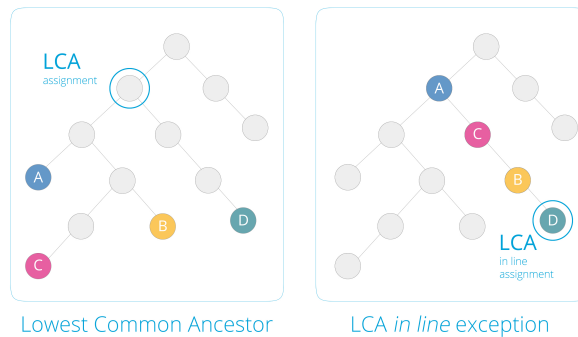 LCA
assignment
A
B
D
C
Lowest Common Ancestor
A
C
B
D
LCA
in line
assignment
LCA in line exception